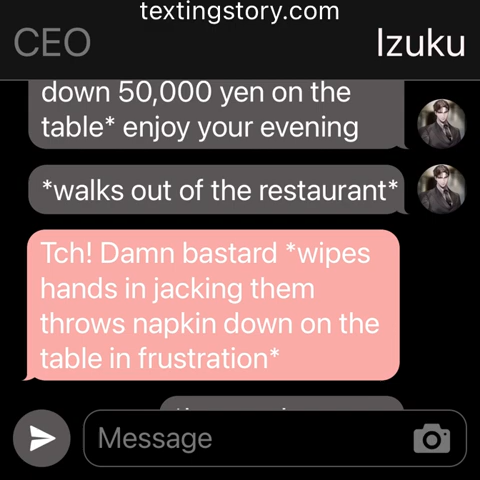 textingstory.com
CEO
Izuku
down 50,000 yen on the
table* enjoy your evening
*walks out of the restaurant*
Tch! Damn bastard *wipes
hands in jacking them
throws napkin down on the
table in frustration*
Message